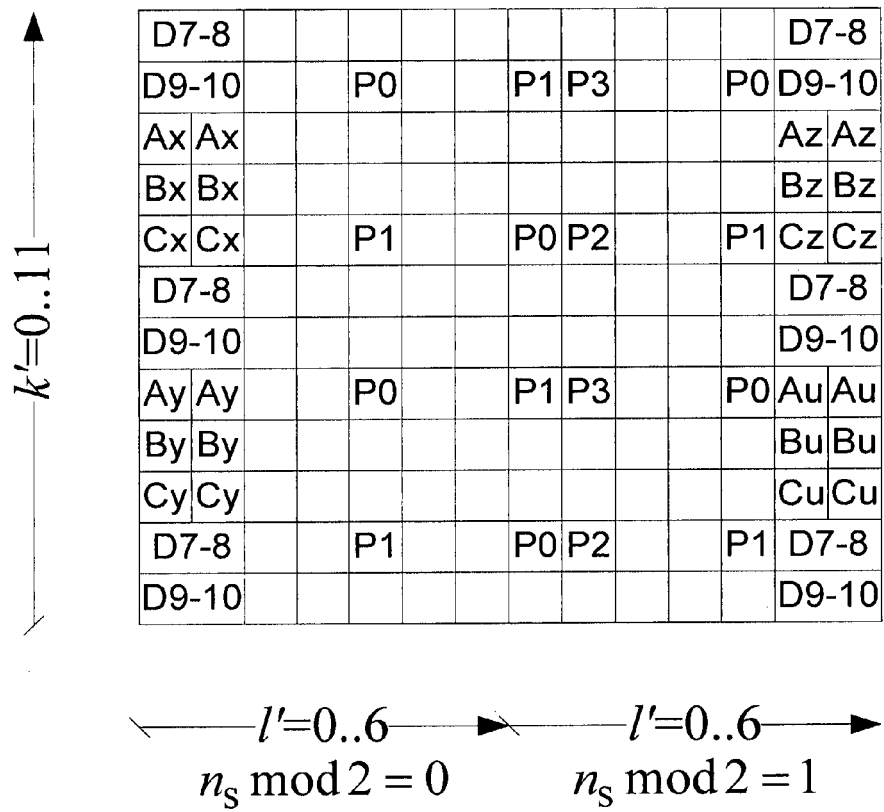 D7-8 D7-8
D9-10 P0 P1 P3 P0 D9-10
Ax Ax Az Az
Bx Bx Bz Bz
Cx Cx P1 P0 P2 P1 Cz Cz
D7-8 D7-8
D9-10 D9-10
Ay Ay P0 P1 P3 P0 Au Au
By By Bu Bu
Cy Cy Cu Cu
D7-8 P1 P0 P2 P1 D7-8
D9-10 D9-10
k'=0..11
l'=0..6 l'=0..6
nS mod 2 = 0 nS mod 2 = 1